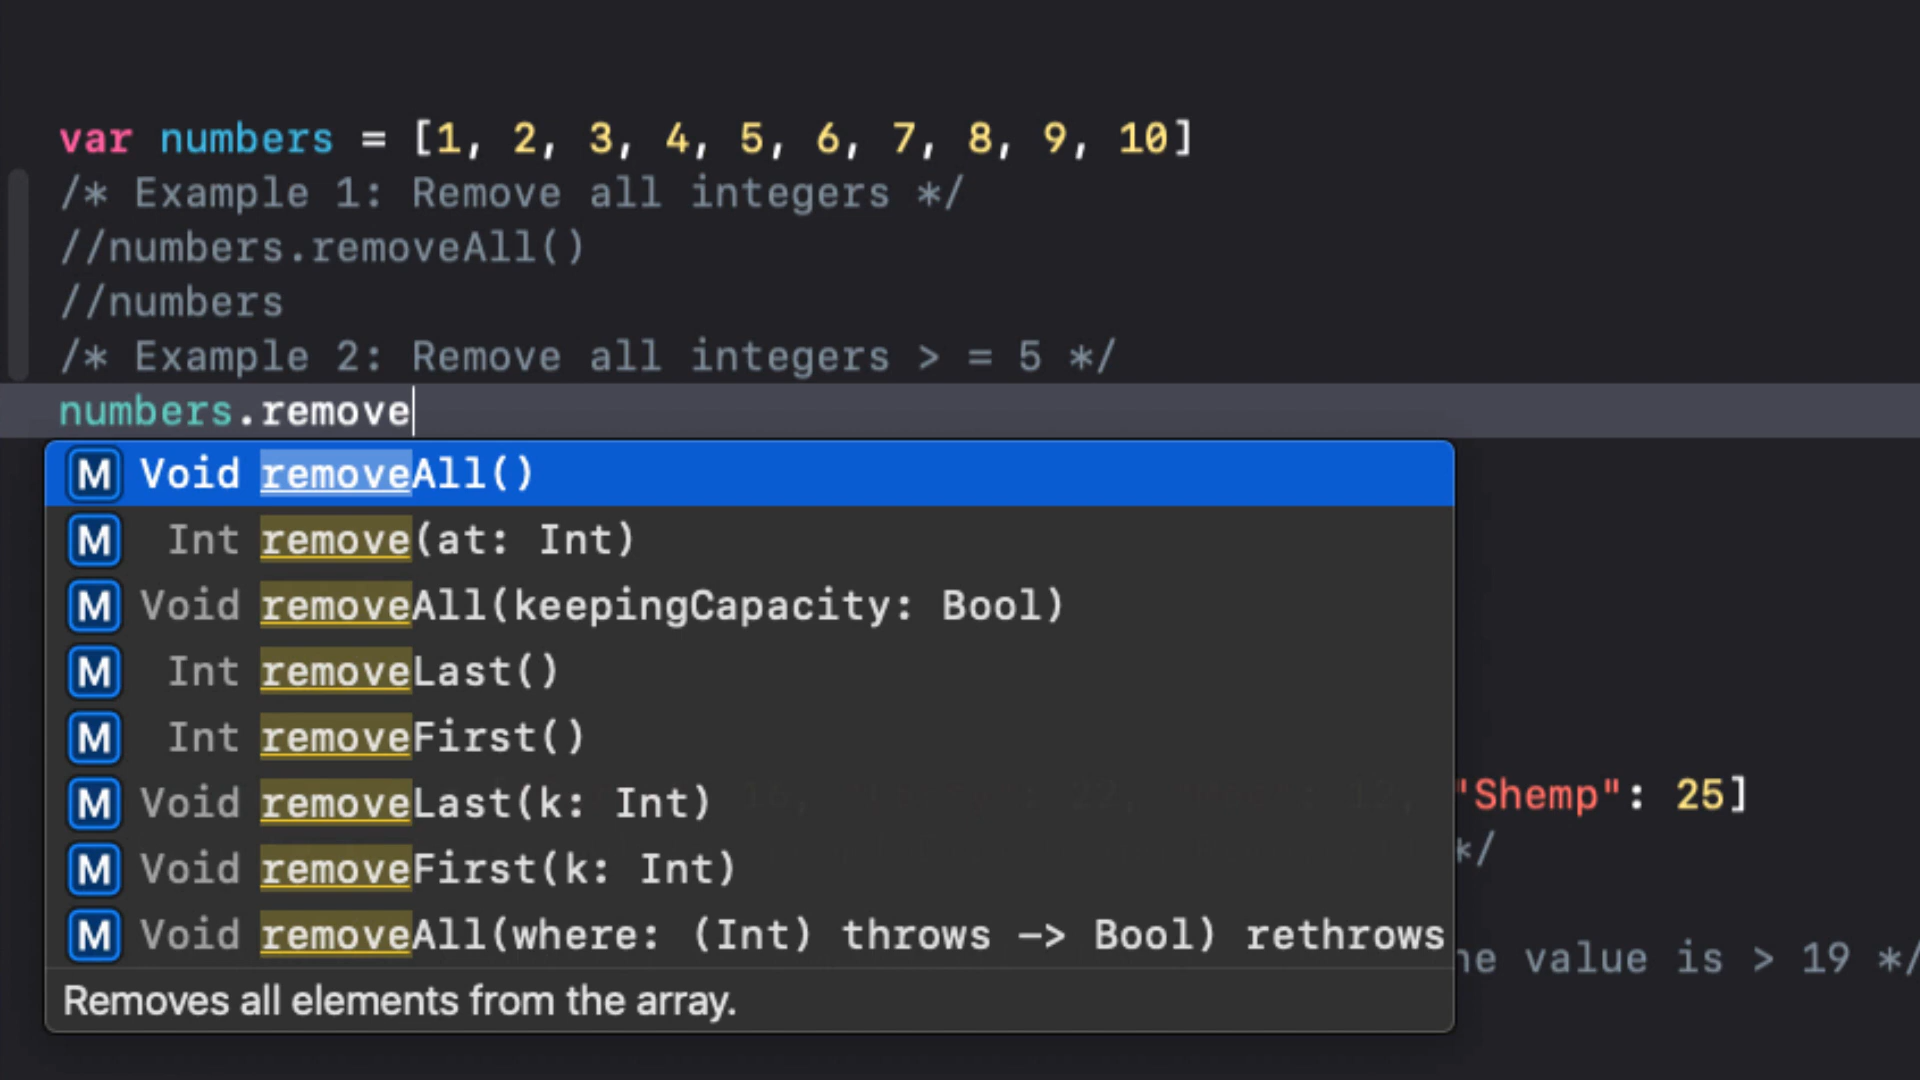 var numbers = [1, 2, 3, 4, 5, 6, 7, 8, 9, 10]
/* Example 1: Remove all integers */
//numbers.removeAll()
//numbers
/* Example 2: Remove all integers > = 5 */
numbers.remove
M Void removeAll()
M Int remove(at: Int)
M Void removeAll(keepingCapacity: Bool)
M Int removeLast()
M Int removeFirst()
M Void removeLast(k: Int)
"Shemp": 25]
*/
M Void removeFirst(k: Int)
M Void removeAll(where: (Int) throws -> Bool) rethrows
value is > 19 */
Removes all elements from the array.